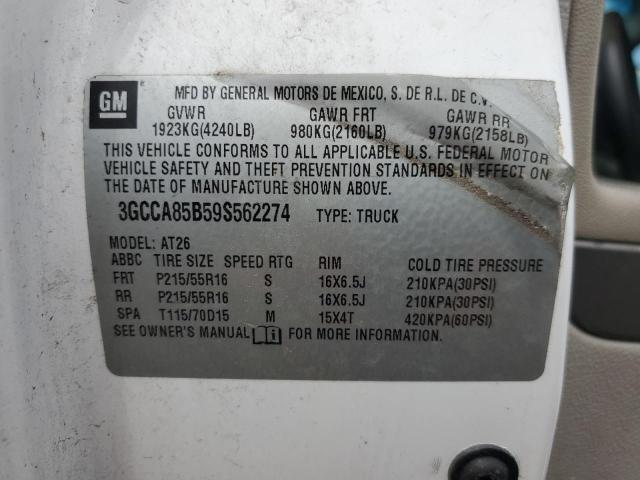 GM
MFD BY GENERAL MOTORS DE MEXICO, S. DE R.L. DE C.V.
GVWR GAWR FRT GAWR RR
1923KG(4240LB) 980KG(2160LB) 979KG(2158LB)
THIS VEHICLE CONFORMS TO ALL APPLICABLE U.S. FEDERAL MOTOR
VEHICLE SAFETY AND THEFT PREVENTION STANDARDS IN EFFECT ON
THE DATE OF MANUFACTURE SHOWN ABOVE.
3GCCA85B59S562274 TYPE: TRUCK
MODEL: AT26
ABBC TIRE SIZE SPEED RTG RIM COLD TIRE PRESSURE
FRT P215/55R16 S 16X6.5J 210KPA(30PSI)
RR P215/55R16 S 16X6.5J 210KPA(30PSI)
SPA T115/70D15 M 15X4T 420KPA(60PSI)
SEE OWNER'S MANUAL FOR MORE INFORMATION.